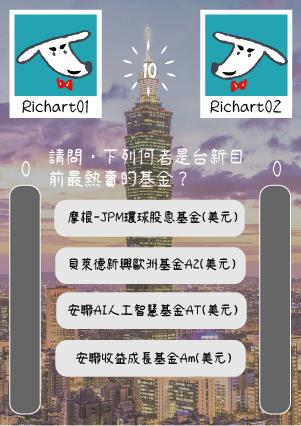 10
Richart01
Richart02
0
0
請問，下列何者是台新目
前最熱賣的基金？
摩根-JPM環球股息基金(美元)
貝萊德新興歐洲基金A2(美元)
安聯AI人工智慧基金AT(美元)
安聯收益成長基金Am(美元)